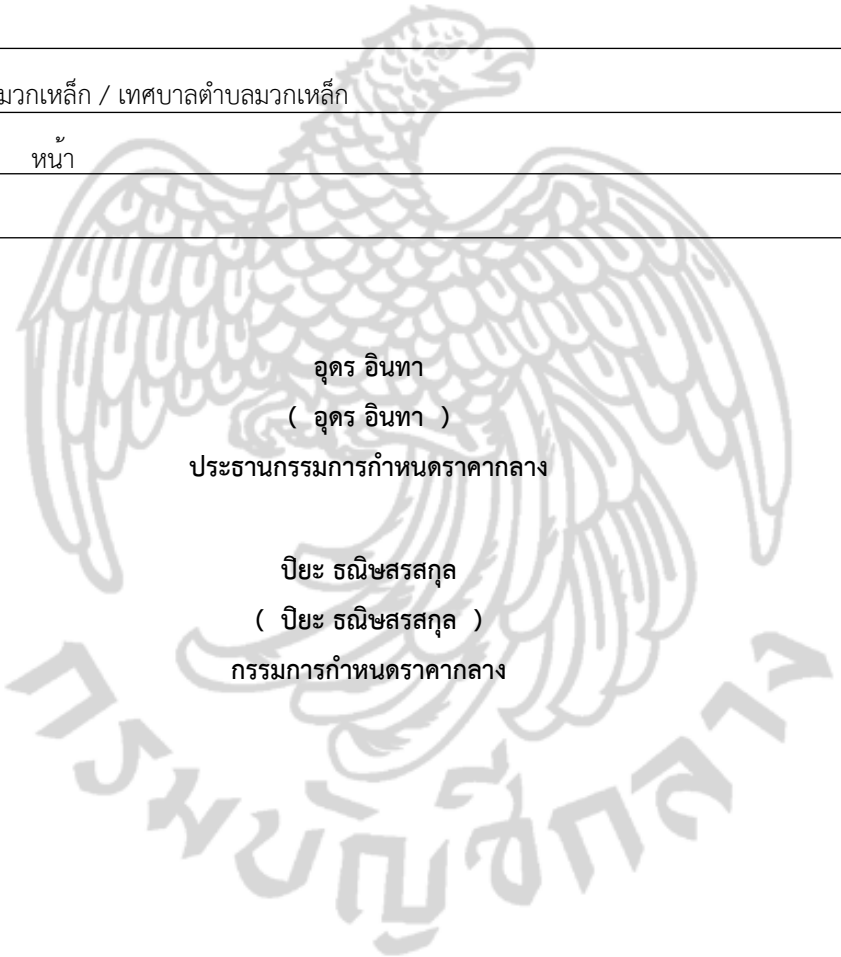 มวกเหล็ก / เทศบาลตำบลมวกเหล็ก
หน้า
อุดร อินทา
( อุดร อินทา )
ประธานกรรมการกำหนดราคากลาง
ปิยะ ธณิษสรสกุล
( ปิยะ ธณิษสรสกุล )
กรรมการกำหนดราคากลาง
กรมบัญชีกลาง